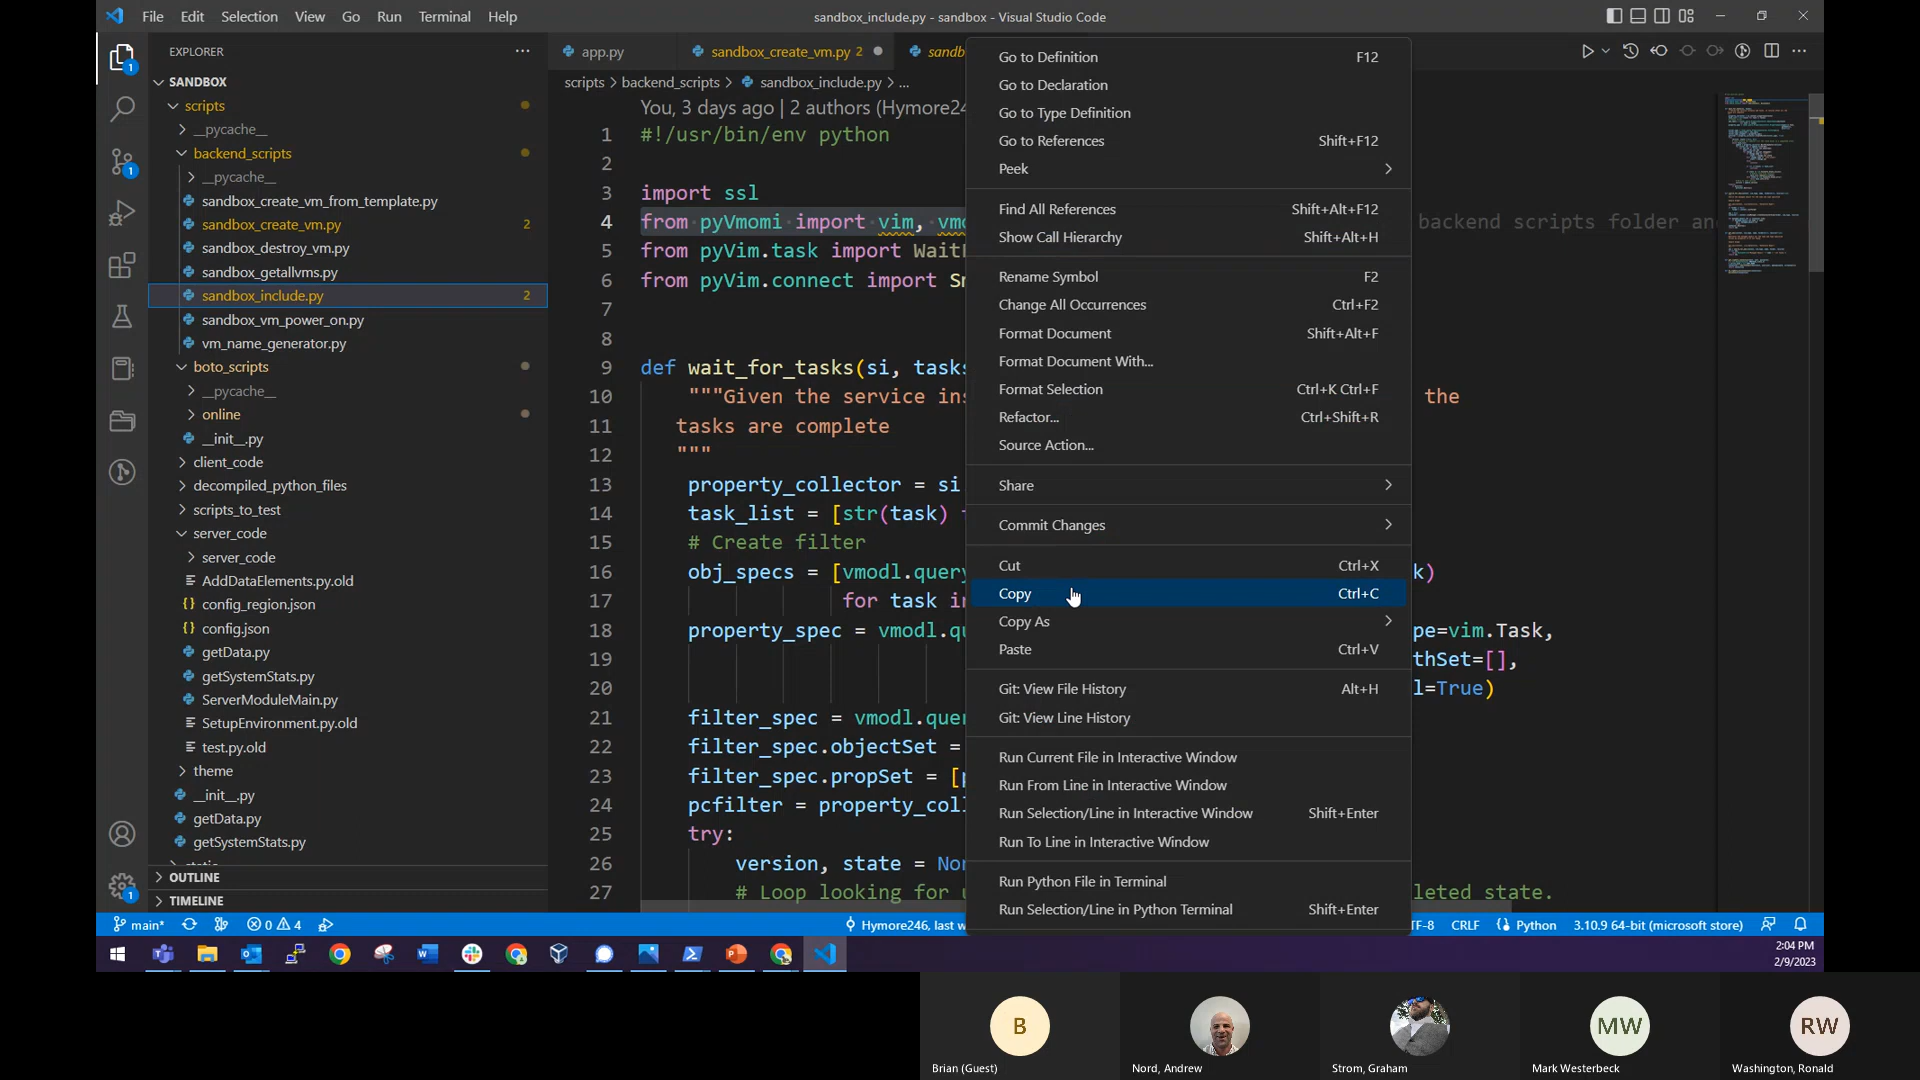 File Edit Selection View Go Run Terminal Help
sandbox_include.py - sandbox - Visual Studio Code
EXPLORER
SANDBOX
scripts
__pycache__
backend_scripts
__pycache__
sandbox_create_vm_from_template.py
sandbox_create_vm.py 2
sandbox_destroy_vm.py
sandbox_getallvms.py
sandbox_include.py 2
sandbox_vm_power_on.py
vm_name_generator.py
boto_scripts
__pycache__
online
__init__.py
client_code
decompiled_python_files
scripts_to_test
server_code
server_code
AddDataElements.py.old
config_region.json
config.json
getData.py
getSystemStats.py
ServerModuleMain.py
SetupEnvironment.py.old
test.py.old
theme
__init__.py
getData.py
getSystemStats.py
OUTLINE
TIMELINE
1
1
1
app.py
sandbox_create_vm.py 2
sandb
scripts > backend_scripts > sandbox_include.py > ...
You, 3 days ago | 2 authors (Hymore24
1 #!/usr/bin/env python
2
3 import ssl
4 from pyVmomi import vim, vmo
backend scripts folder an
5 from pyVim.task import Wait
6 from pyVim.connect import S
7
8
9 def wait_for_tasks(si, tasks
10 """Given the service ins
the
11 tasks are complete
12 """
13 property_collector = si
14 task_list = [str(task)
15 # Create filter
16 obj_specs = [vmodl.query
k)
17 for task i
18 property_spec = vmodl.qu
pe=vim.Task,
19
thSet=[],
20
l=True)
21 filter_spec = vmodl.que
22 filter_spec.objectSet =
23 filter_spec.propSet = [
24 pcfilter = property_col
25 try:
26 version, state = No
27 # Loop looking for
leted state.
Go to Definition F12
Go to Declaration
Go to Type Definition
Go to References Shift+F12
Peek
Find All References Shift+Alt+F12
Show Call Hierarchy Shift+Alt+H
Rename Symbol F2
Change All Occurrences Ctrl+F2
Format Document Shift+Alt+F
Format Document With...
Format Selection Ctrl+K Ctrl+F
Refactor... Ctrl+Shift+R
Source Action...
Share
Commit Changes
Cut Ctrl+X
Copy Ctrl+C
Copy As
Paste Ctrl+V
Git: View File History Alt+H
Git: View Line History
Run Current File in Interactive Window
Run From Line in Interactive Window
Run Selection/Line in Interactive Window Shift+Enter
Run To Line in Interactive Window
Run Python File in Terminal
Run Selection/Line in Python Terminal Shift+Enter
main* 0 4
Hymore246, last w
TF-8 CRLF Python 3.10.9 64-bit (microsoft store)
2:04 PM
2/9/2023
B
MW
RW
Brian (Guest)
Nord, Andrew
Strom, Graham
Mark Westerbeck
Washington, Ronald